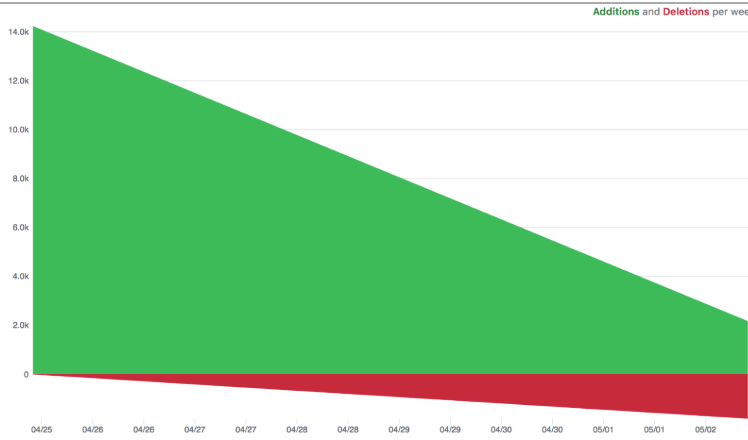 Additions and Deletions per wee
14.0k
12.0k
10.0k
8.0k
6.0k
4.0k
2.0k
0
04/25 04/26 04/26 04/27 04/27 04/28 04/28 04/29 04/29 04/30 04/30 05/01 05/01 05/02